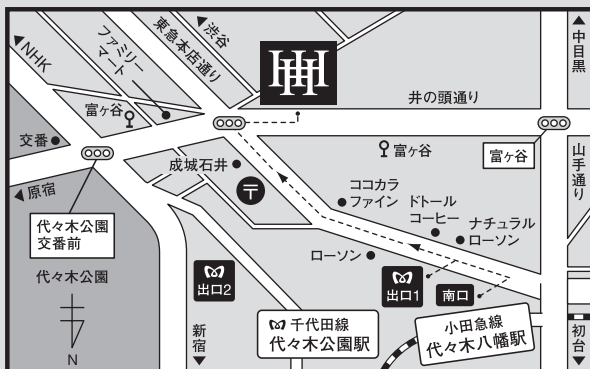 NHK
ファミリー
マート
東急本店通り
渋谷
HH
井の頭通り
中目黒
富ヶ谷
交番
成城石井
富ヶ谷
富ヶ谷
山手通り
原宿
〒
ココカラ
ファイン
ドトール
コーヒー
ナチュラル
ローソン
代々木公園
交番前
ローソン
代々木公園
出口2
出口1
南口
新宿
千代田線
代々木公園駅
小田急線
代々木八幡駅
初台
N